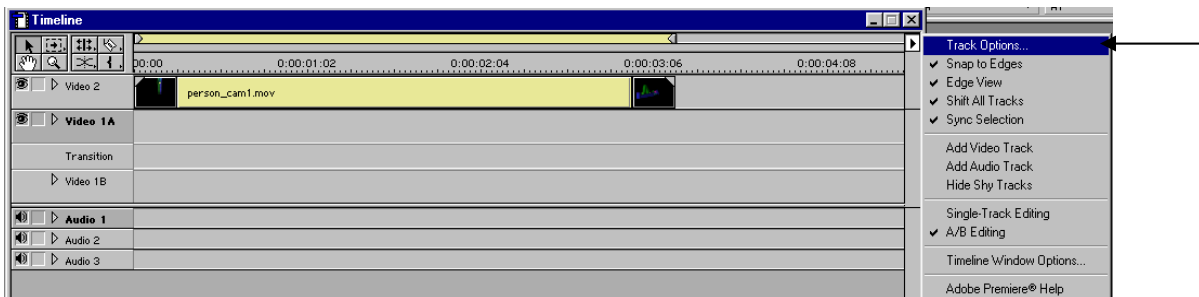 Timeline
00:00 0:00:01:02 0:00:02:04 0:00:03:06 0:00:04:08
Video 2
person_cam1.mov
Video 1A
Transition
Video 1B
Audio 1
Audio 2
Audio 3
Track Options...
Snap to Edges
Edge View
Shift All Tracks
Sync Selection
Add Video Track
Add Audio Track
Hide Shy Tracks
Single-Track Editing
A/B Editing
Timeline Window Options...
Adobe Premiere® Help